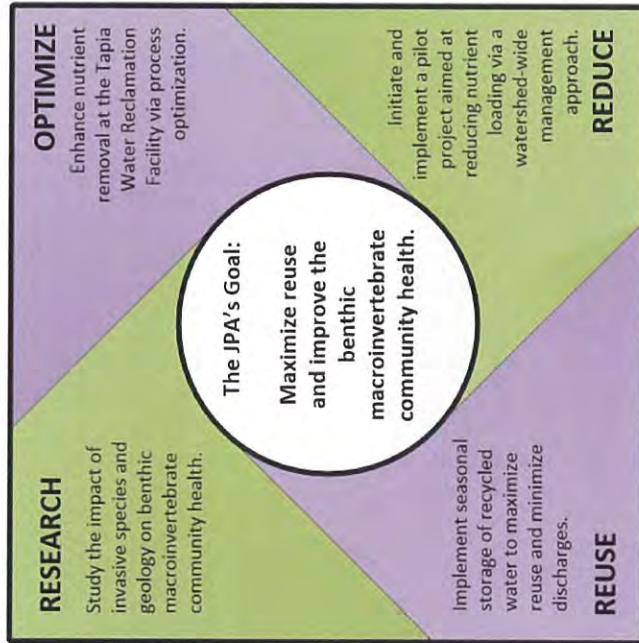 RESEARCH
Study the impact of
invasive species and
geology on benthic
macroinvertebrate
community health.
OPTIMIZE
Enhance nutrient
removal at the Tapia
Water Reclamation
Facility via process
optimization.
The JPA's Goal:
Maximize reuse
and improve the
benthic
macroinvertebrate
community health.
Implement seasonal
storage of recycled
water to maximize
reuse and minimize
discharges.
REUSE
Initiate and
implement a pilot
project aimed at
reducing nutrient
loading via a
watershed-wide
management
approach.
REDUCE